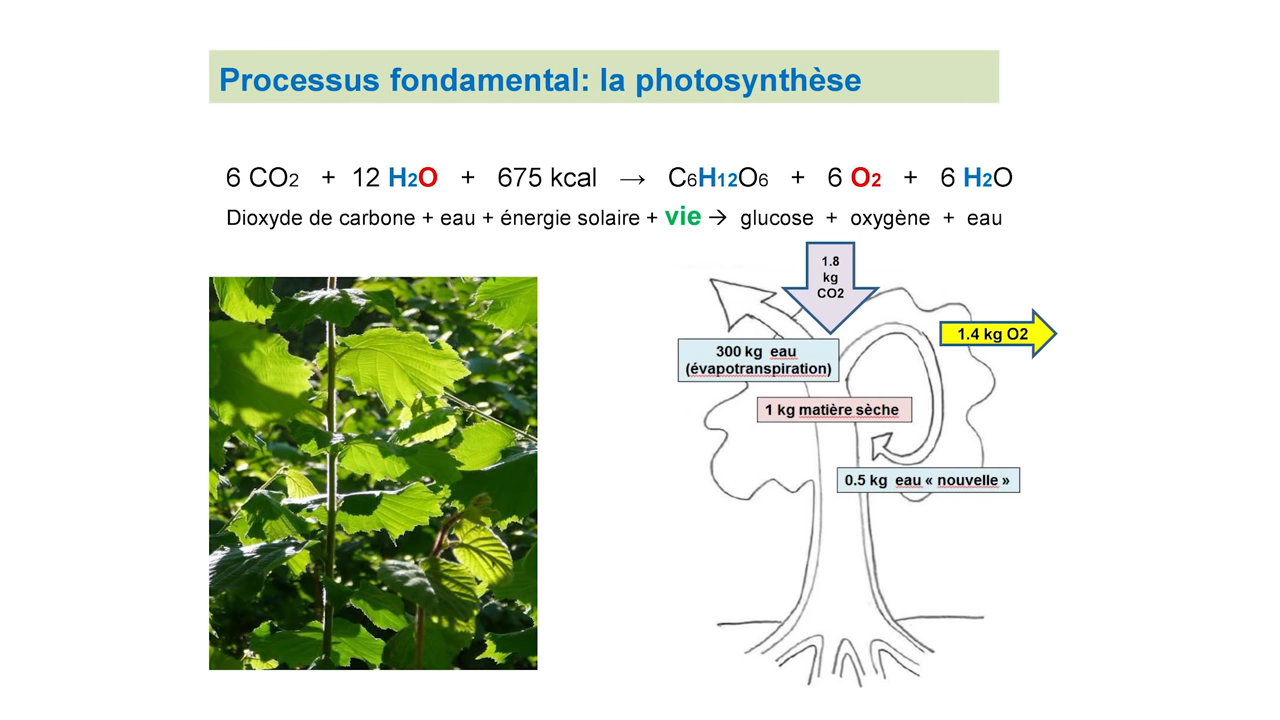 Processus fondamental: la photosynthèse
6 CO2 + 12 H2O + 675 kcal → C6H12O6 + 6 O2 + 6 H2O
Dioxyde de carbone + eau + énergie solaire + vie → glucose + oxygène + eau
1.8
kg
CO2
1.4 kg O2
300 kg eau
(évapotranspiration)
1 kg matière sèche
0.5 kg eau « nouvelle »